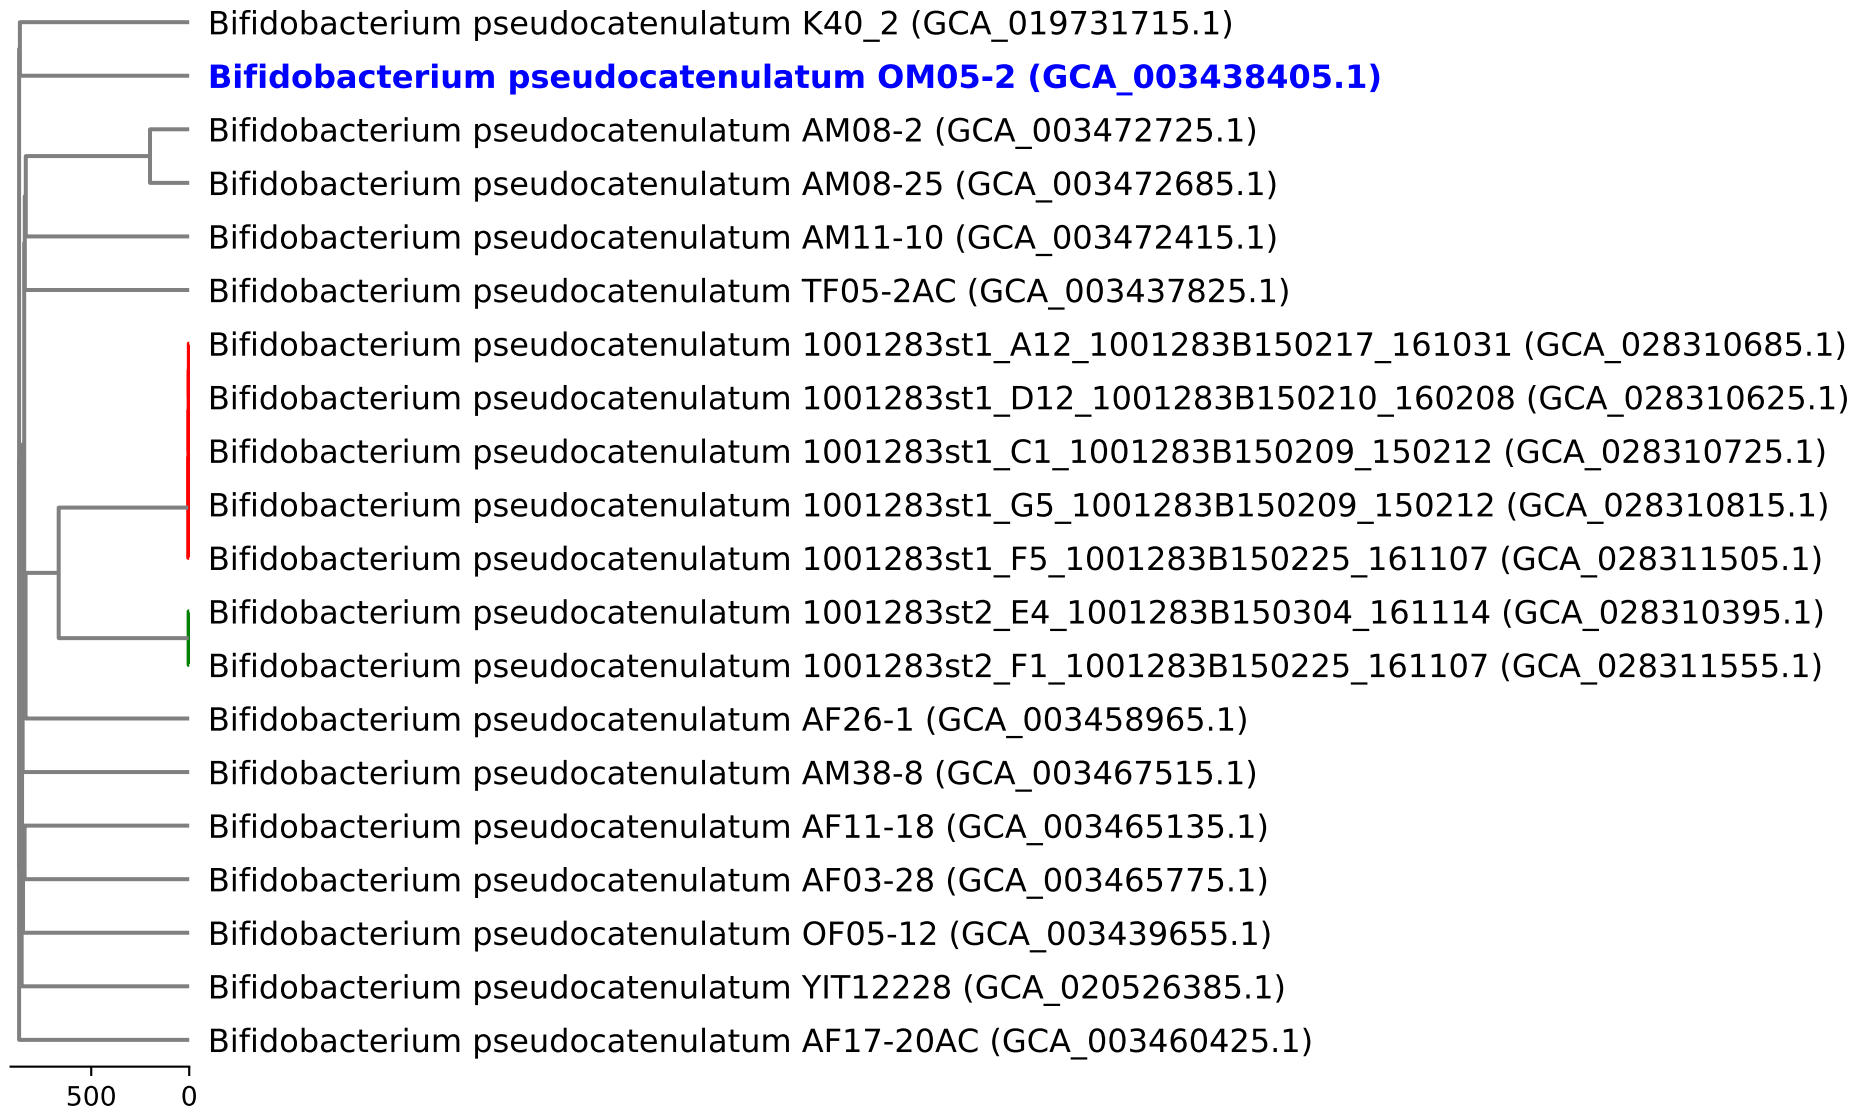 Bifidobacterium pseudocatenulatum K40_2 (GCA_019731715.1)
Bifidobacterium pseudocatenulatum OM05-2 (GCA_003438405.1)
Bifidobacterium pseudocatenulatum AM08-2 (GCA_003472725.1)
Bifidobacterium pseudocatenulatum AM08-25 (GCA_003472685.1)
Bifidobacterium pseudocatenulatum AM11-10 (GCA_003472415.1)
Bifidobacterium pseudocatenulatum TF05-2AC (GCA_003437825.1)
Bifidobacterium pseudocatenulatum 1001283st1_A12_1001283B150217_161031 (GCA_028310685.1)
Bifidobacterium pseudocatenulatum 1001283st1_D12_1001283B150210_160208 (GCA_028310625.1)
Bifidobacterium pseudocatenulatum 1001283st1_C1_1001283B150209_150212 (GCA_028310725.1)
Bifidobacterium pseudocatenulatum 1001283st1_G5_1001283B150209_150212 (GCA_028310815.1)
Bifidobacterium pseudocatenulatum 1001283st1_F5_1001283B150225_161107 (GCA_028311505.1)
Bifidobacterium pseudocatenulatum 1001283st2_E4_1001283B150304_161114 (GCA_028310395.1)
Bifidobacterium pseudocatenulatum 1001283st2_F1_1001283B150225_161107 (GCA_028311555.1)
Bifidobacterium pseudocatenulatum AF26-1 (GCA_003458965.1)
Bifidobacterium pseudocatenulatum AM38-8 (GCA_003467515.1)
Bifidobacterium pseudocatenulatum AF11-18 (GCA_003465135.1)
Bifidobacterium pseudocatenulatum AF03-28 (GCA_003465775.1)
Bifidobacterium pseudocatenulatum OF05-12 (GCA_003439655.1)
Bifidobacterium pseudocatenulatum YIT12228 (GCA_020526385.1)
Bifidobacterium pseudocatenulatum AF17-20AC (GCA_003460425.1)
500 0